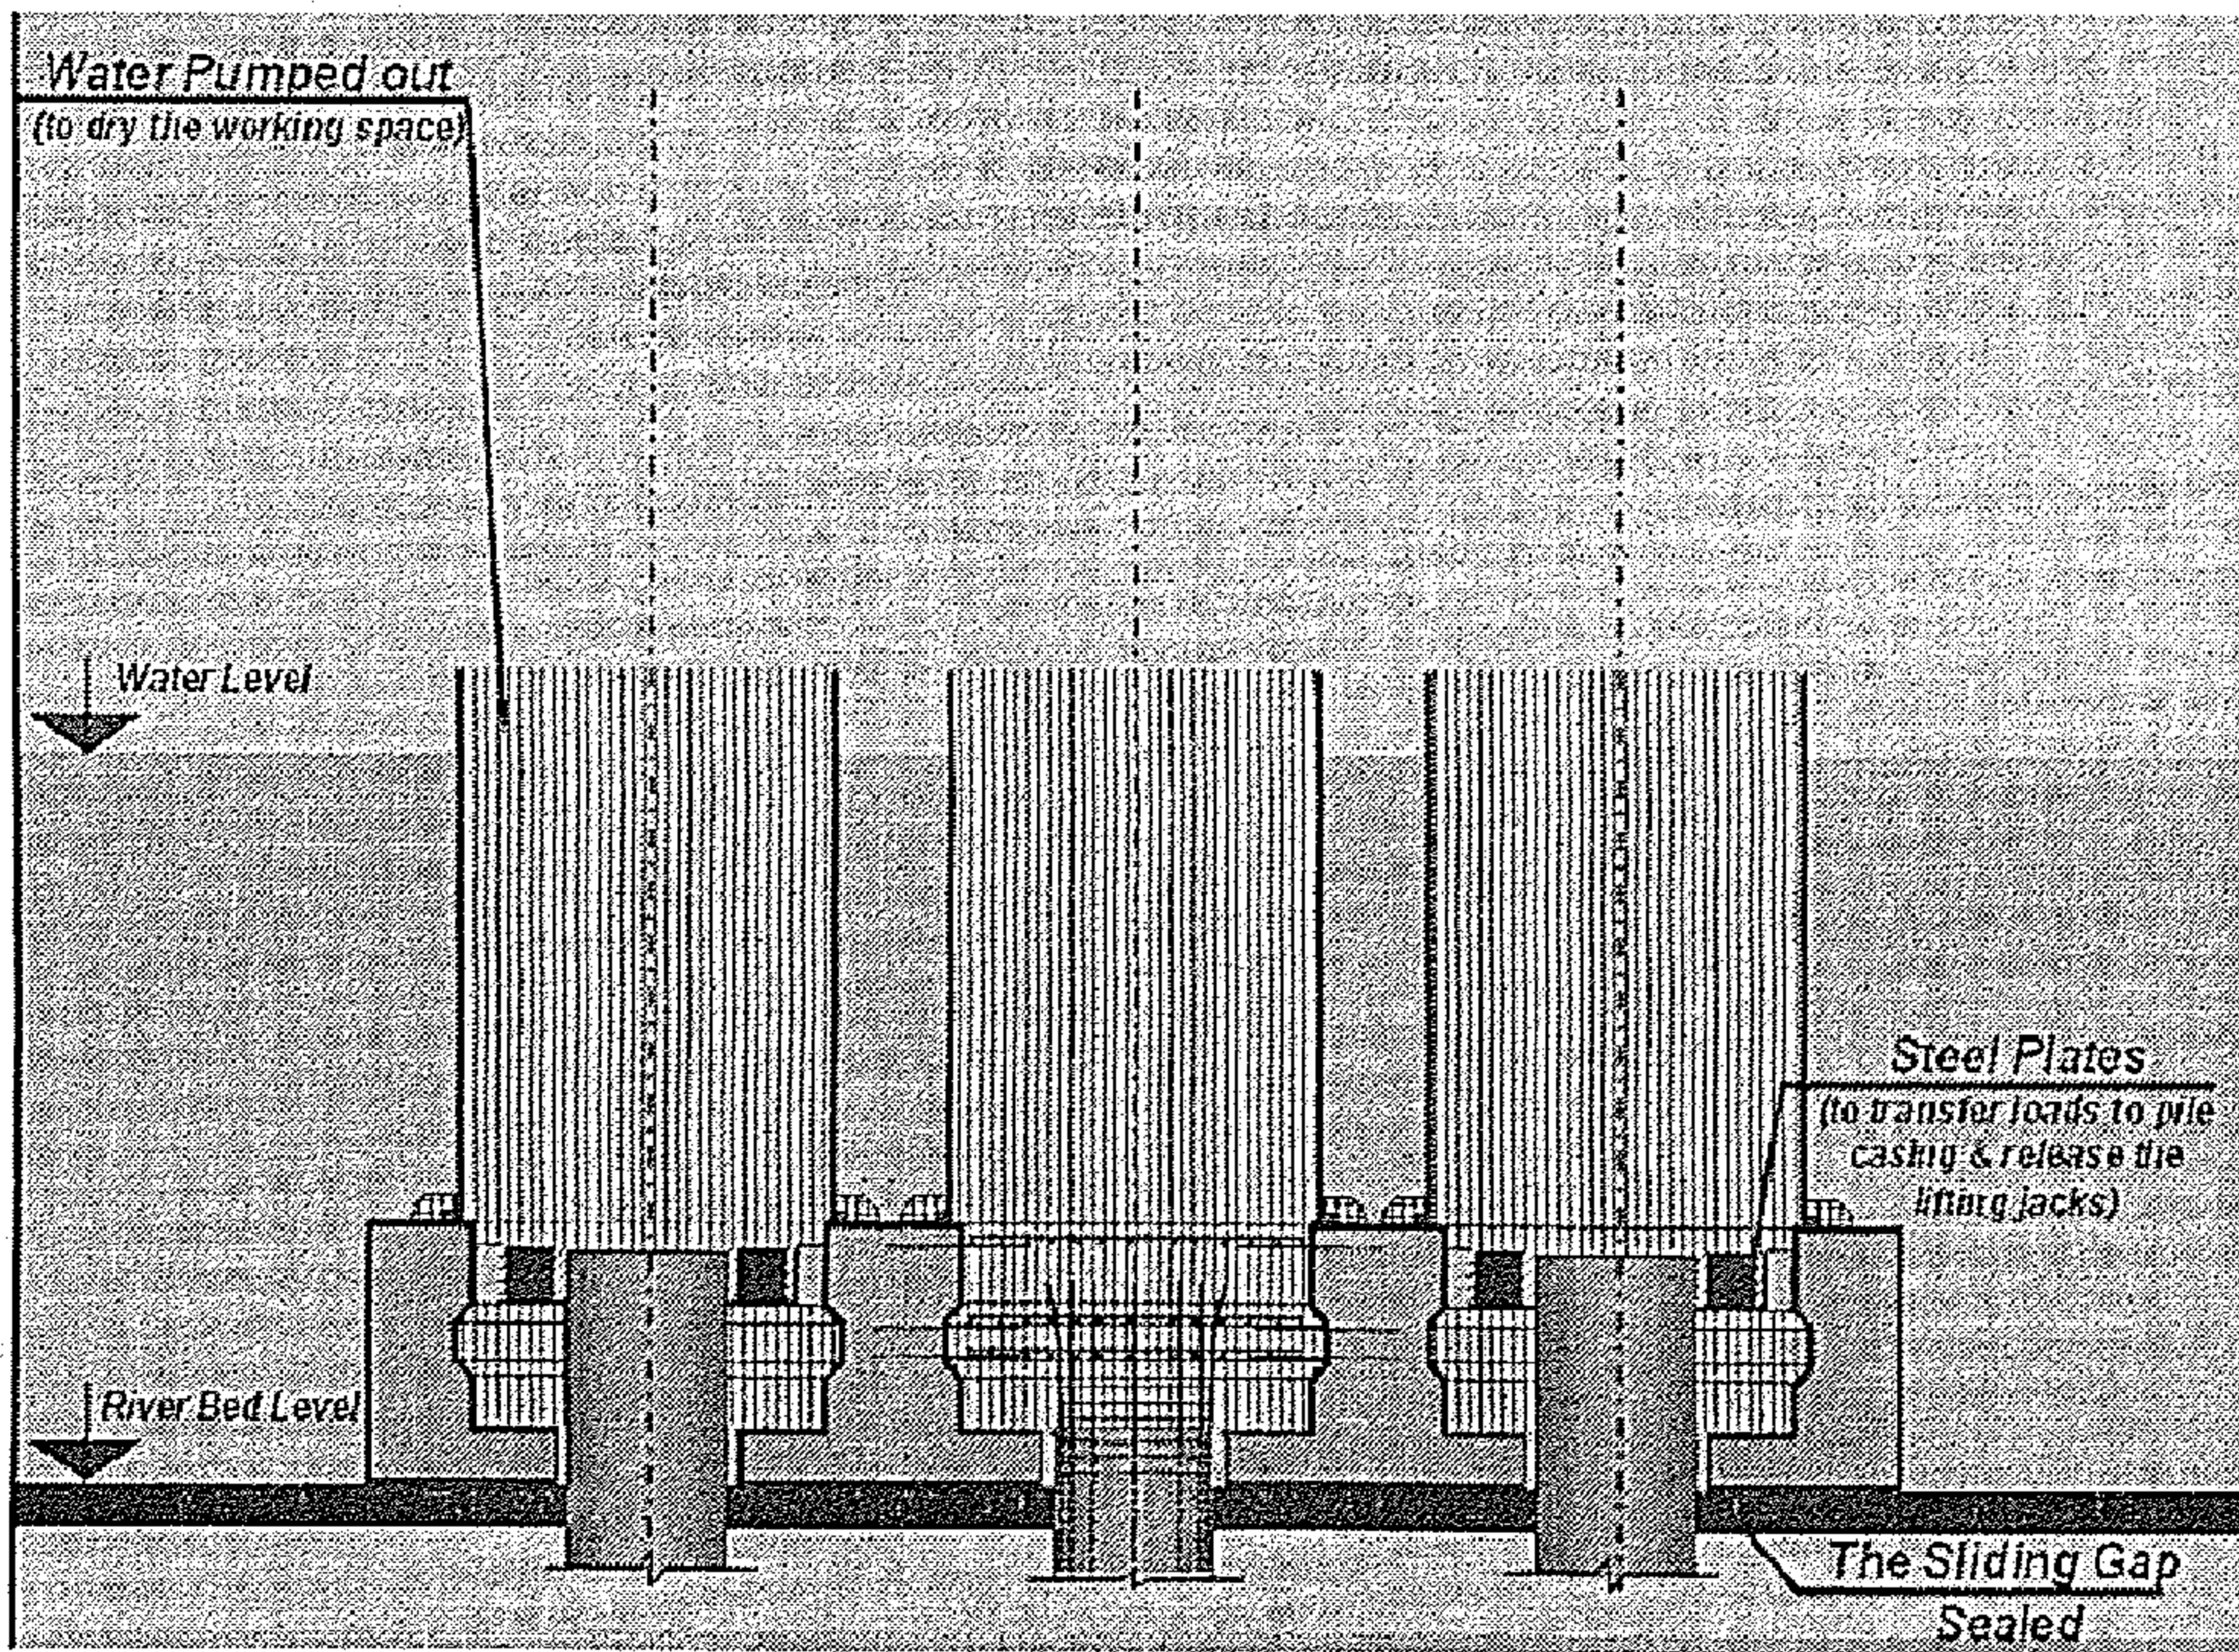 Water Pumped out
(to dry the working space)
Water Level
Steel Plates
(to transfer loads to pile
casing & release the
lifting jacks)
River Bed Level
The Sliding Gap
Sealed